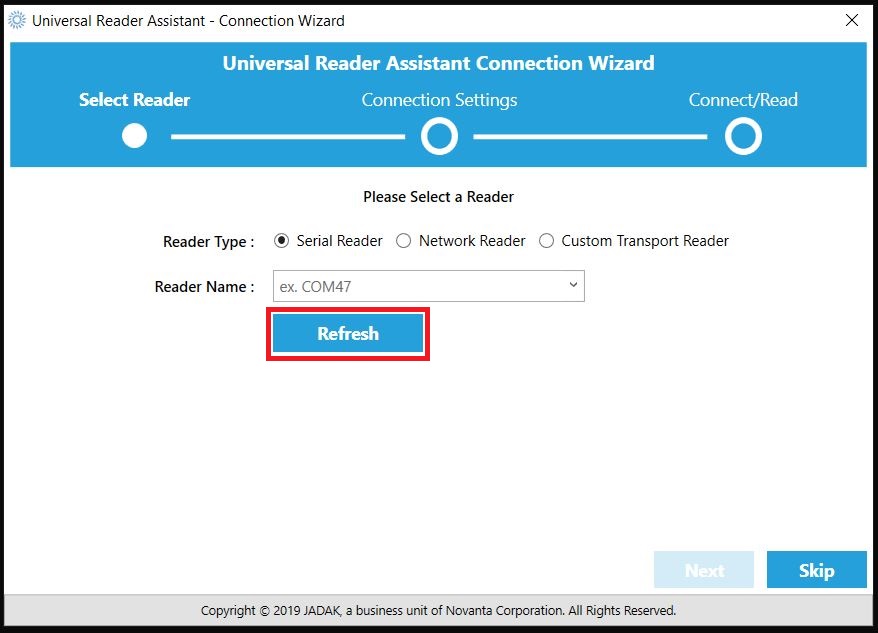 Universal Reader Assistant - Connection Wizard
Universal Reader Assistant Connection Wizard
Select Reader Connection Settings Connect/Read
Please Select a Reader
Reader Type : Serial Reader Network Reader Custom Transport Reader
Reader Name : ex. COM47
Refresh
Next Skip
Copyright © 2019 JADAK, a business unit of Novanta Corporation. All Rights Reserved.